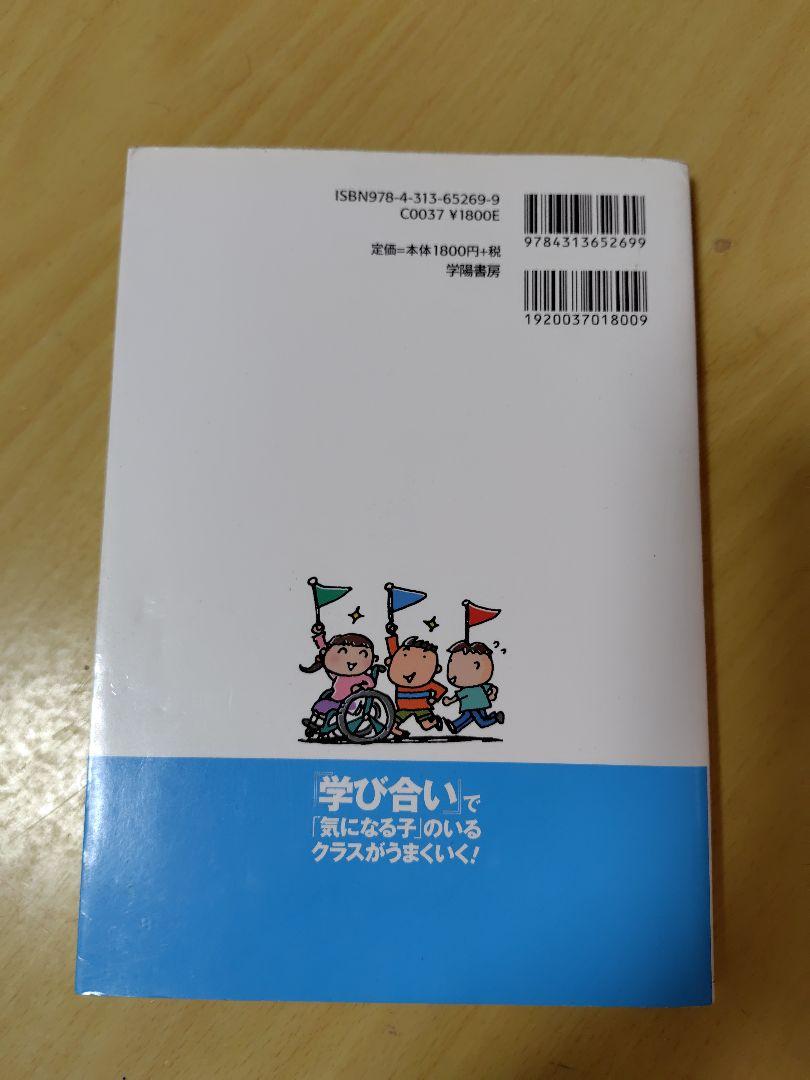 ISBN978-4-313-65269-9
C0037 ¥1800E
定価=本体1800円+税
学陽書房
9784313652699
1920037018009
『学び合い』で
「気になる子」のいる
クラスがうまくいく!